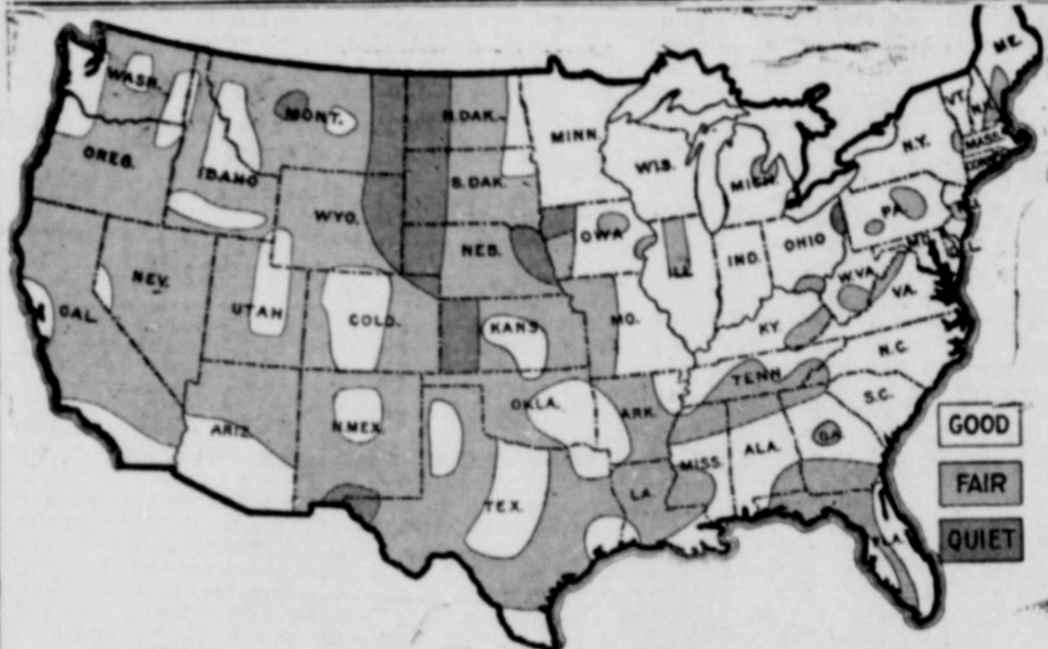 ME.
WASH.
VT.
MONT.
N.DAK.
MINN.
N.Y.
MASS.
OREG.
IDAHO
S.DAK.
WIS.
MICH.
PA.
WYO.
NEB.
IOWA
ILL.
IND.
OHIO
MD.
W.VA.
VA.
NEV.
CAL.
UTAH
COLO.
KANS.
MO.
KY.
N.C.
TENN.
S.C.
ARIZ.
N.MEX.
OKLA.
ARK.
MISS.
ALA.
GA.
TEX.
LA.
FLA.
GOOD
FAIR
QUIET